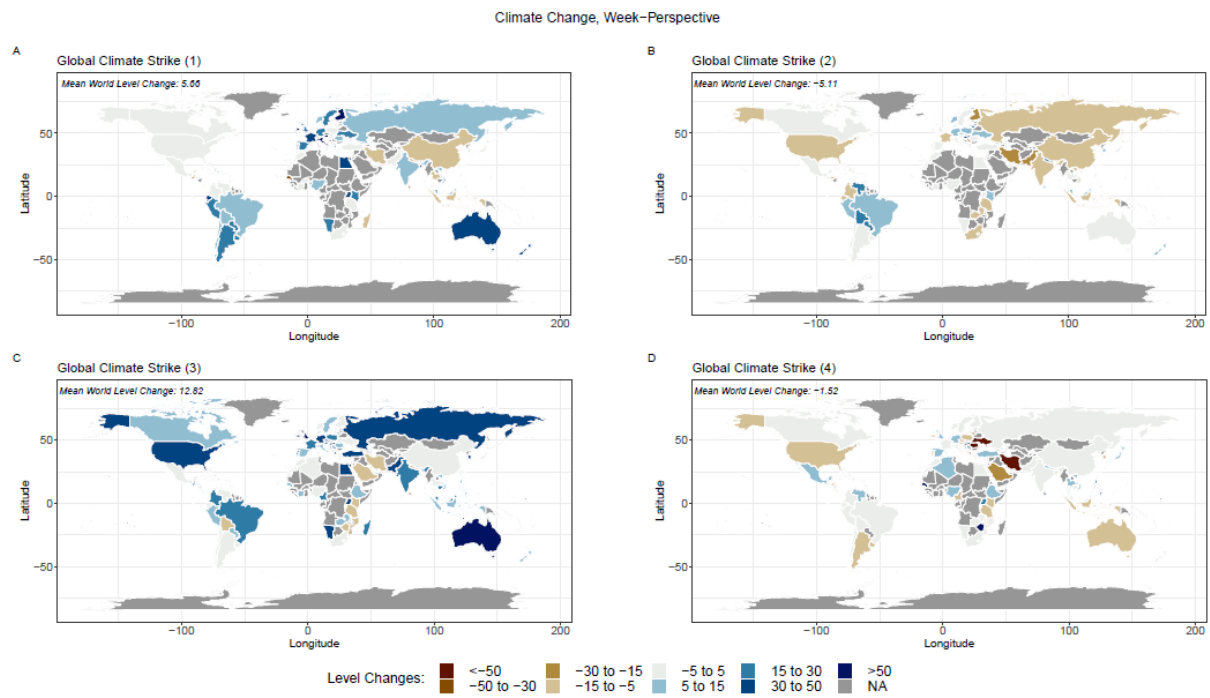 Climate Change, Week−Perspective
A
Global Climate Strike (1)
Mean World Level Change: 5.66
Latitude
50
0
−50
−100
0
100
200
Longitude
B
Global Climate Strike (2)
Mean World Level Change: −5.11
Latitude
50
0
−50
−100
0
100
200
Longitude
C
Global Climate Strike (3)
Mean World Level Change: 12.82
Latitude
50
0
−50
−100
0
100
200
Longitude
D
Global Climate Strike (4)
Mean World Level Change: −1.52
Latitude
50
0
−50
−100
0
100
200
Longitude
Level Changes:
<−50
−50 to −30
−30 to −15
−15 to −5
−5 to 5
5 to 15
15 to 30
30 to 50
>50
NA